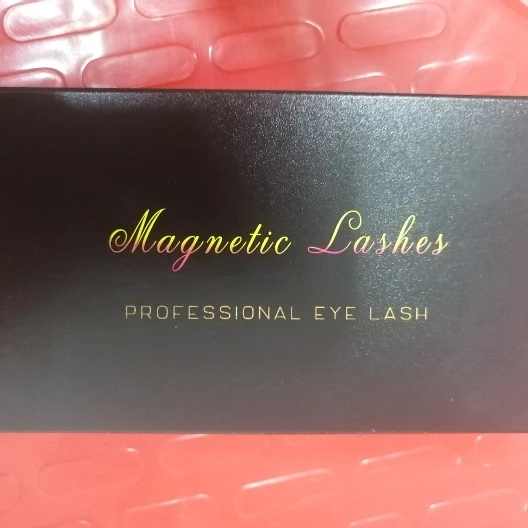 Magnetic Lashes
PROFESSIONAL EYE LASH